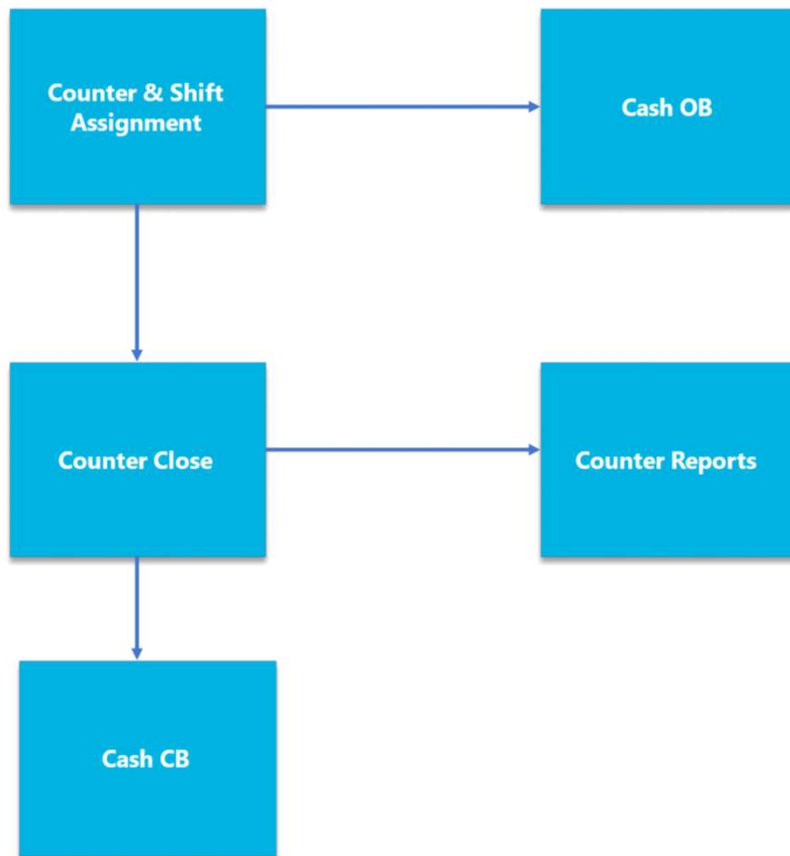 Counter & Shift
Assignment
Cash OB
Counter Close
Counter Reports
Cash CB